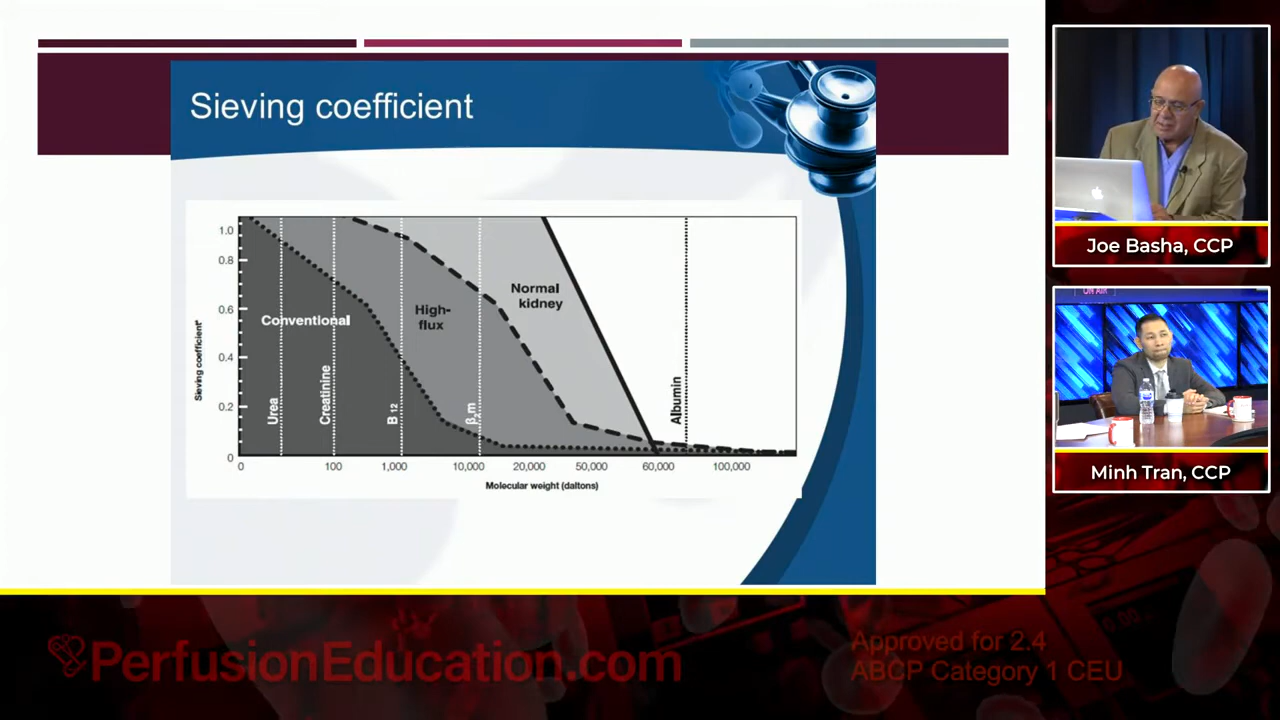 Sieving coefficient
1.0
0.8
0.6
0.4
0.2
0
Sieving coefficient*
Conventional
High-
flux
Normal
kidney
Urea
Creatinine
B 12
β2m
Albumin
0 100 1,000 10,000 20,000 50,000 60,000 100,000
Molecular weight (daltons)
Joe Basha, CCP
ON AIR
Minh Tran, CCP
PerfusionEducation.com
Approved for 2.4
ABCP Category 1 CEU